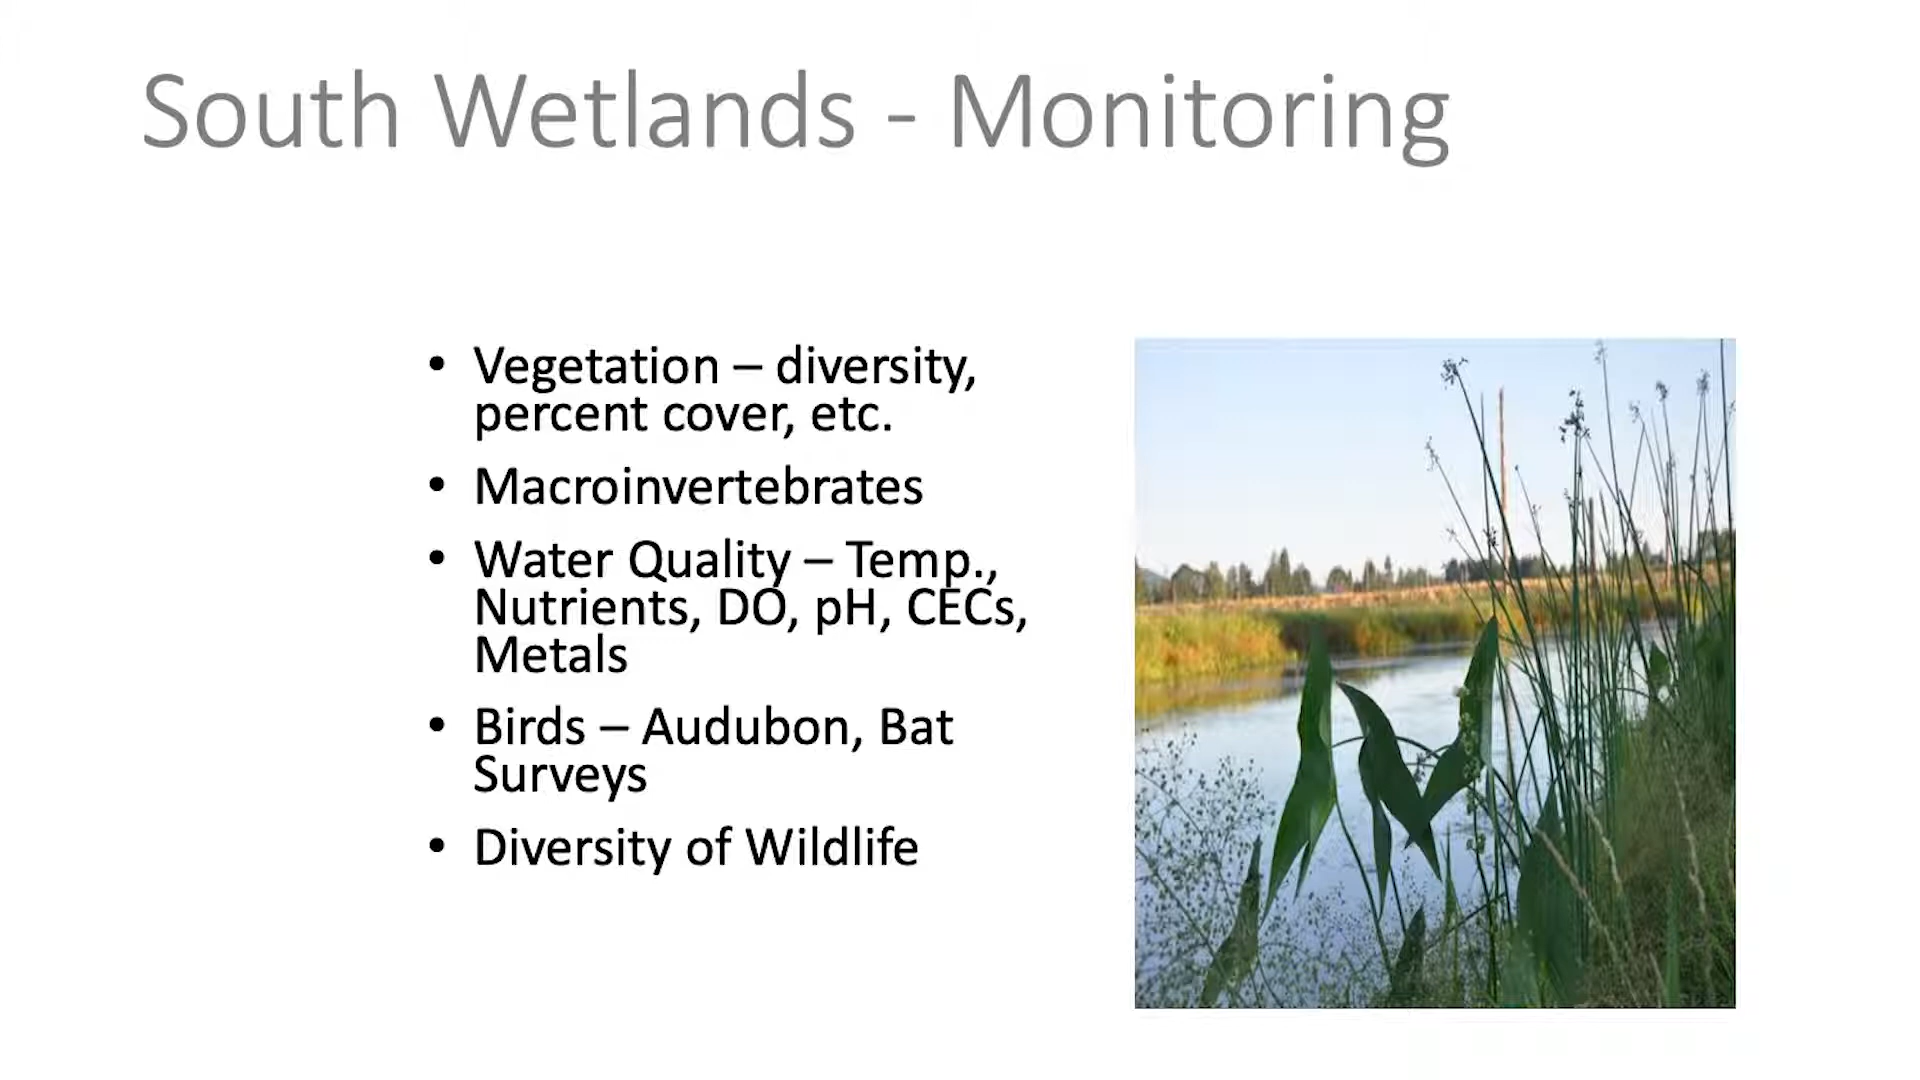 South Wetlands - Monitoring
• Vegetation – diversity,
percent cover, etc.
• Macroinvertebrates
• Water Quality – Temp.,
Nutrients, DO, pH, CECs,
Metals
• Birds – Audubon, Bat
Surveys
• Diversity of Wildlife